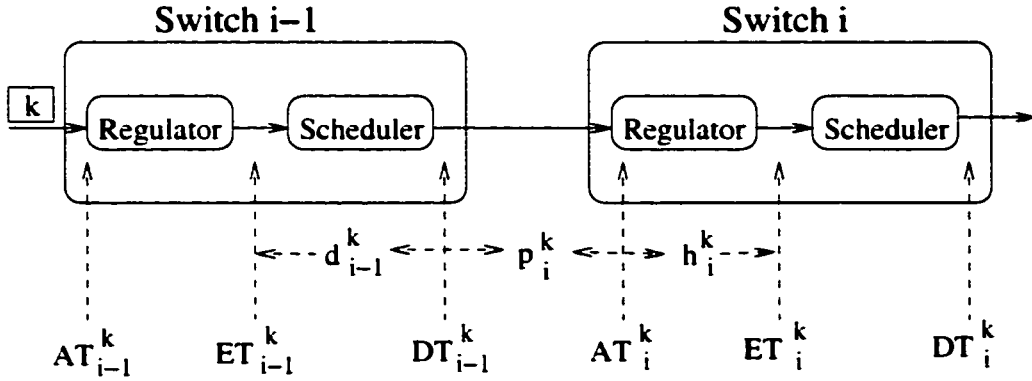 Switch i–1 Switch i
k
Regulator Scheduler Regulator Scheduler
d^k_{i–1} p^k_i h^k_i
AT^k_{i–1} ET^k_{i–1} DT^k_{i–1} AT^k_i ET^k_i DT^k_i